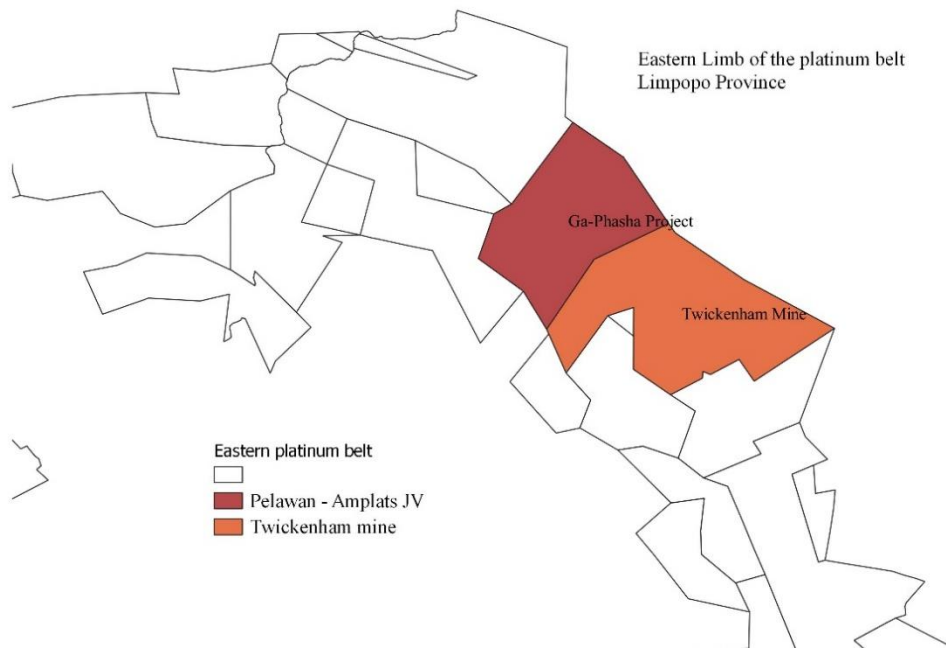 Eastern Limb of the platinum belt
Limpopo Province
Ga-Phasha Project
Twickenham Mine
Eastern platinum belt
Pelawan - Amplats JV
Twickenham mine